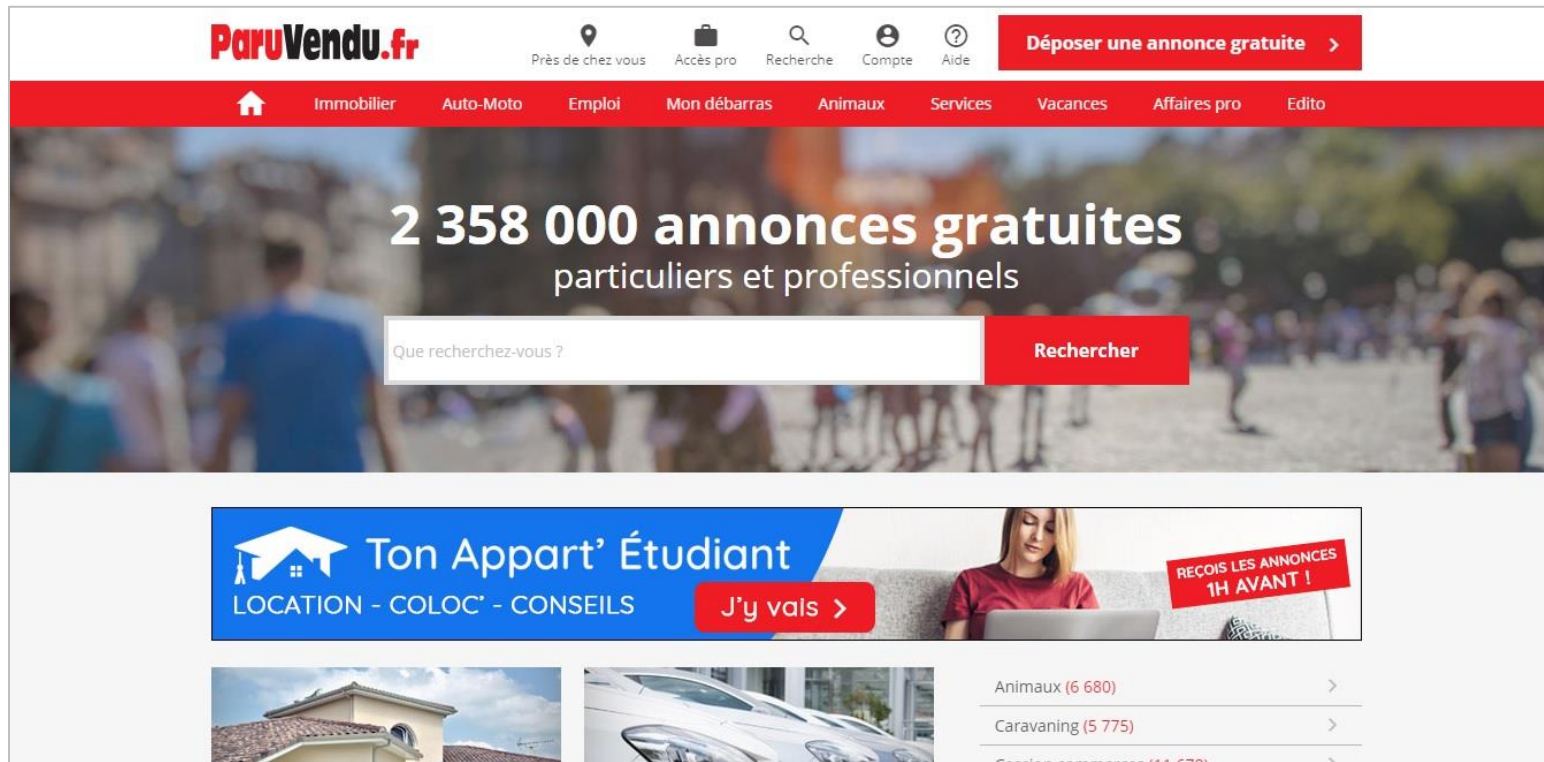 ParuVendu.fr
Près de chez vous
Accès pro
Recherche
Compte
Aide
Déposer une annonce gratuite
Immobilier
Auto-Moto
Emploi
Mon débarras
Animaux
Services
Vacances
Affaires pro
Edito
2 358 000 annonces gratuites
particuliers et professionnels
Que recherchez-vous ?
Rechercher
Ton Appart' Étudiant
LOCATION - COLOC' - CONSEILS
J'y vais
REÇOIS LES ANNONCES
1H AVANT !
Animaux (6 680)
Caravaning (5 775)